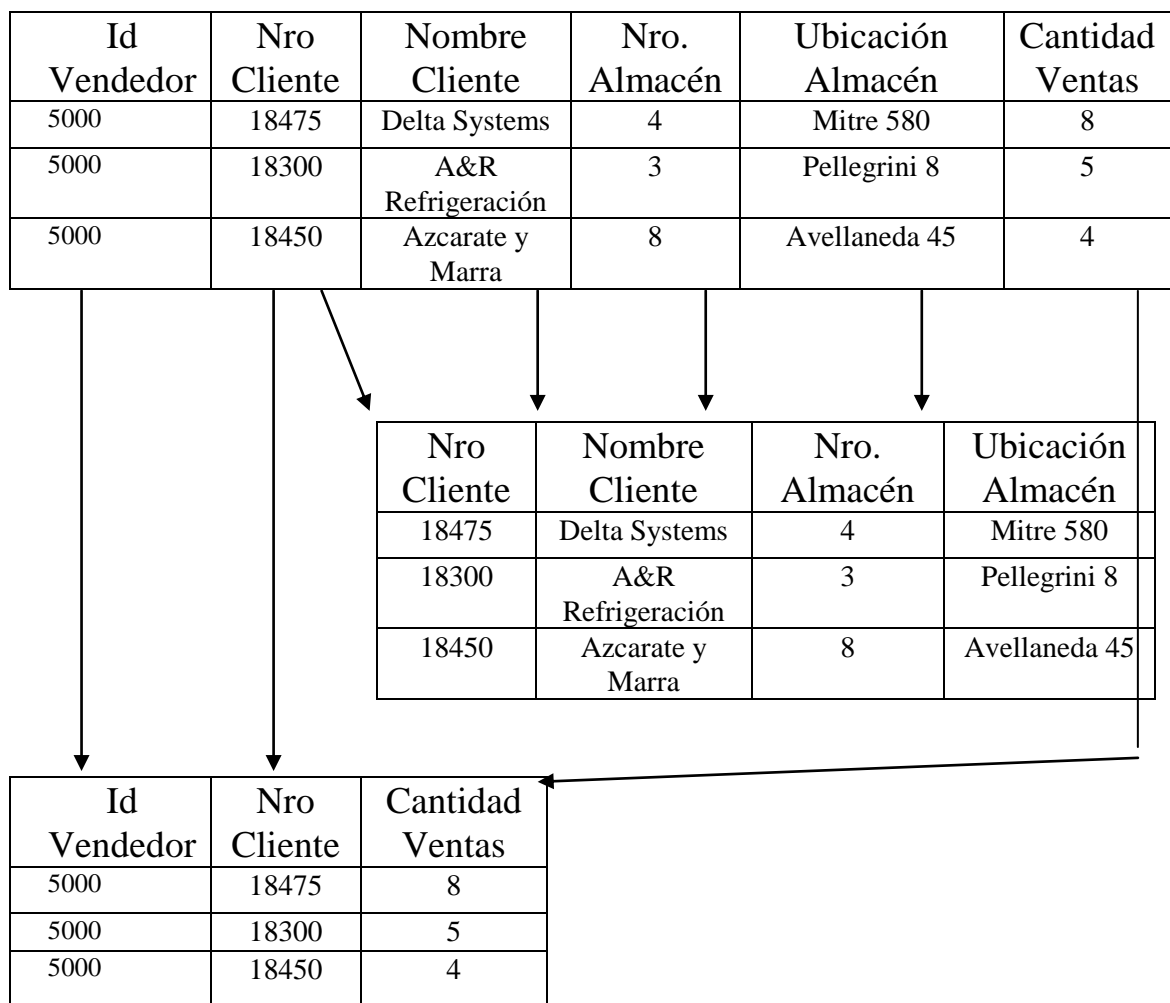 Id Nro Nombre Nro. Ubicación Cantidad
Vendedor Cliente Cliente Almacén Almacén Ventas
5000 18475 Delta Systems 4 Mitre 580 8
5000 18300 A&R 3 Pellegrini 8 5
Refrigeración
5000 18450 Azcarate y 8 Avellaneda 45 4
Marra
Nro Nombre Nro. Ubicación
Cliente Cliente Almacén Almacén
18475 Delta Systems 4 Mitre 580
18300 A&R 3 Pellegrini 8
Refrigeración
18450 Azcarate y 8 Avellaneda 45
Marra
Id Nro Cantidad
Vendedor Cliente Ventas
5000 18475 8
5000 18300 5
5000 18450 4